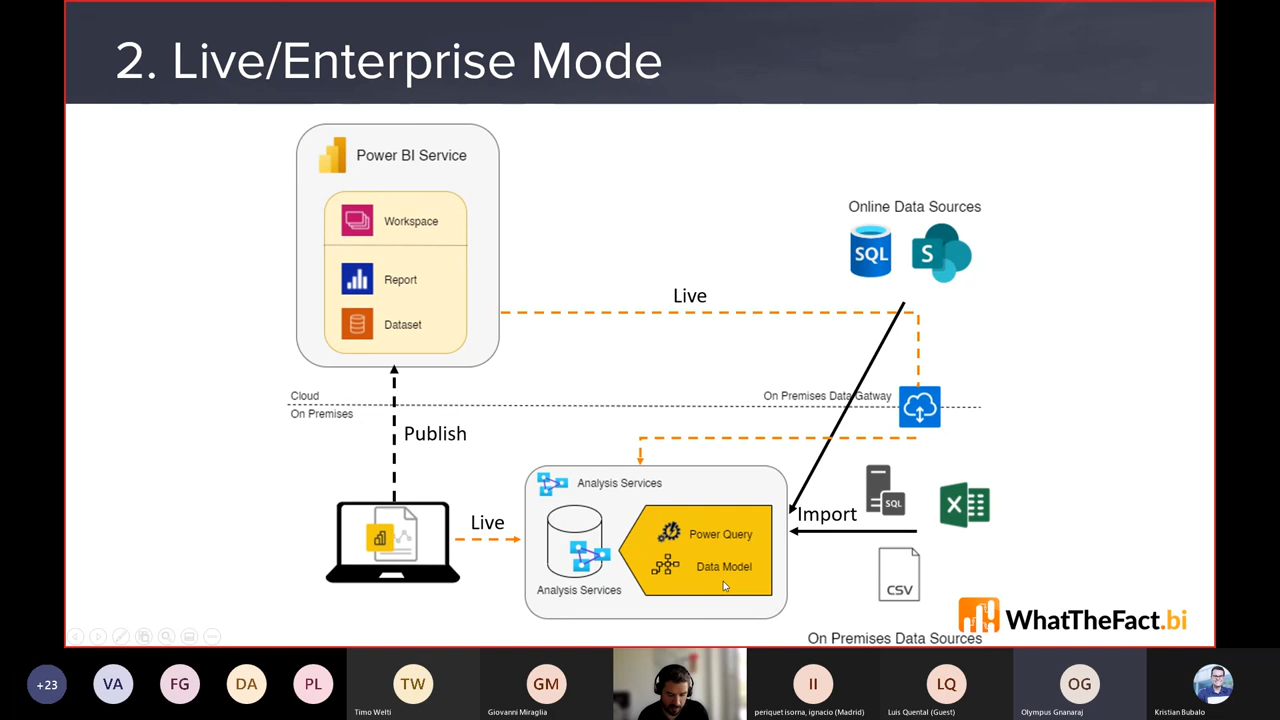 2. Live/Enterprise Mode
Power BI Service
Workspace
Report
Dataset
Online Data Sources
SQL
S
Live
Cloud
On Premises
On Premises Data Gatway
Publish
Analysis Services
Live
Analysis Services
Power Query
Data Model
Import
SQL
X
CSV
WhatTheFact.bi
On Premises Data Sources
+23
VA
FG
DA
PL
TW
Timo Welti
GM
Giovanni Miraglia
II
periquet isorna, ignacio (Madrid)
LQ
Luis Quental (Guest)
OG
Olympus Gnanaraj
Kristian Bubalo